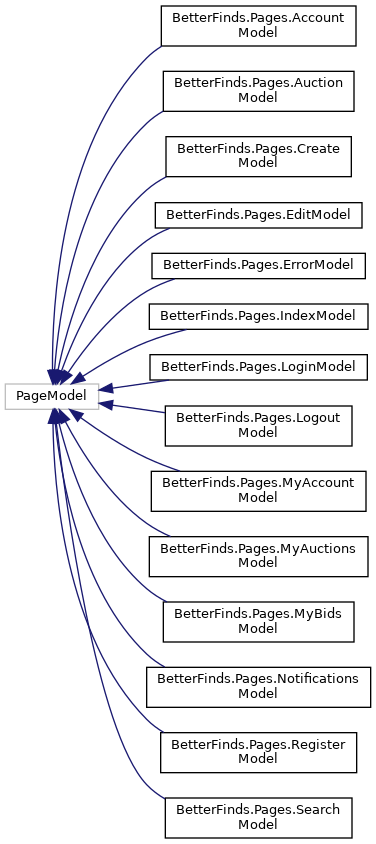 BetterFinds.Pages.Account
Model
BetterFinds.Pages.Auction
Model
BetterFinds.Pages.Create
Model
BetterFinds.Pages.EditModel
BetterFinds.Pages.ErrorModel
BetterFinds.Pages.IndexModel
BetterFinds.Pages.LoginModel
PageModel
BetterFinds.Pages.Logout
Model
BetterFinds.Pages.MyAccount
Model
BetterFinds.Pages.MyAuctions
Model
BetterFinds.Pages.MyBids
Model
BetterFinds.Pages.Notifications
Model
BetterFinds.Pages.Register
Model
BetterFinds.Pages.Search
Model